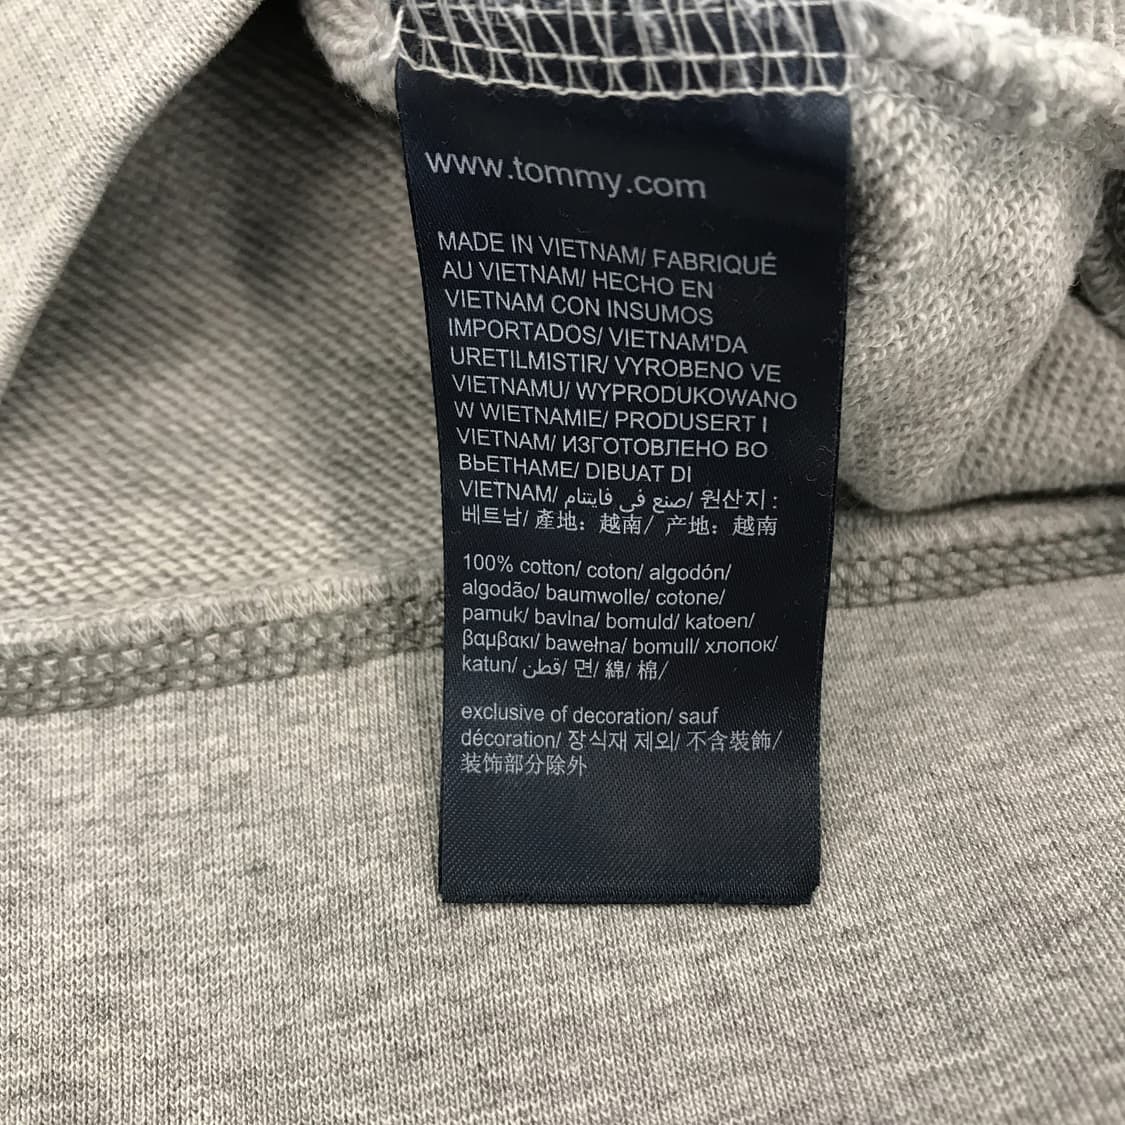 www.tommy.com
MADE IN VIETNAM/ FABRIQUÉ
AU VIETNAM/ HECHO EN
VIETNAM CON INSUMOS
IMPORTADOS/ VIETNAM'DA
URETILMISTIR/ VYROBENO VE
VIETNAMU/ WYPRODUKOWANO
W WIETNAMIE/ PRODUSERT I
VIETNAM/ ИЗГОТОВЛЕНО ВО
ВЬЕТНАМЕ/ DIBUAT DI
VIETNAM/ صنع في فايتنام/ 원산지 :
베트남/ 產地：越南/ 产地：越南
100% cotton/ coton/ algodón/
algodão/ baumwolle/ cotone/
pamuk/ bavlna/ bomuld/ katoen/
βαμβακι/ bawełna/ bomull/ хлопок/
katun/ قطن/ 면/ 綿/ 棉/
exclusive of decoration/ sauf
décoration/ 장식재 제외/ 不含裝飾/
装饰部分除外